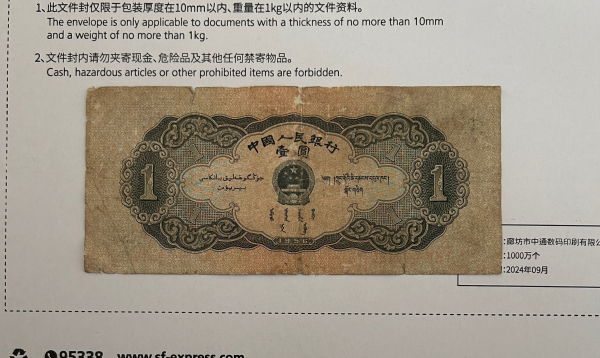 1、此文件封仅限于包装厚度在10mm以内、重量在1kg以内的文件资料。
The envelope is only applicable to documents with a thickness of no more than 10mm
and a weight of no more than 1kg.
2、文件封内请勿夹寄现金、危险品及其他任何禁寄物品。
Cash, hazardous articles or other prohibited items are forbidden.
中國人民銀行
壹圓
1
1
1956
:廊坊市中通数码印刷有限公
:1000万个
:2024年09月
95338 www.sf-express.com